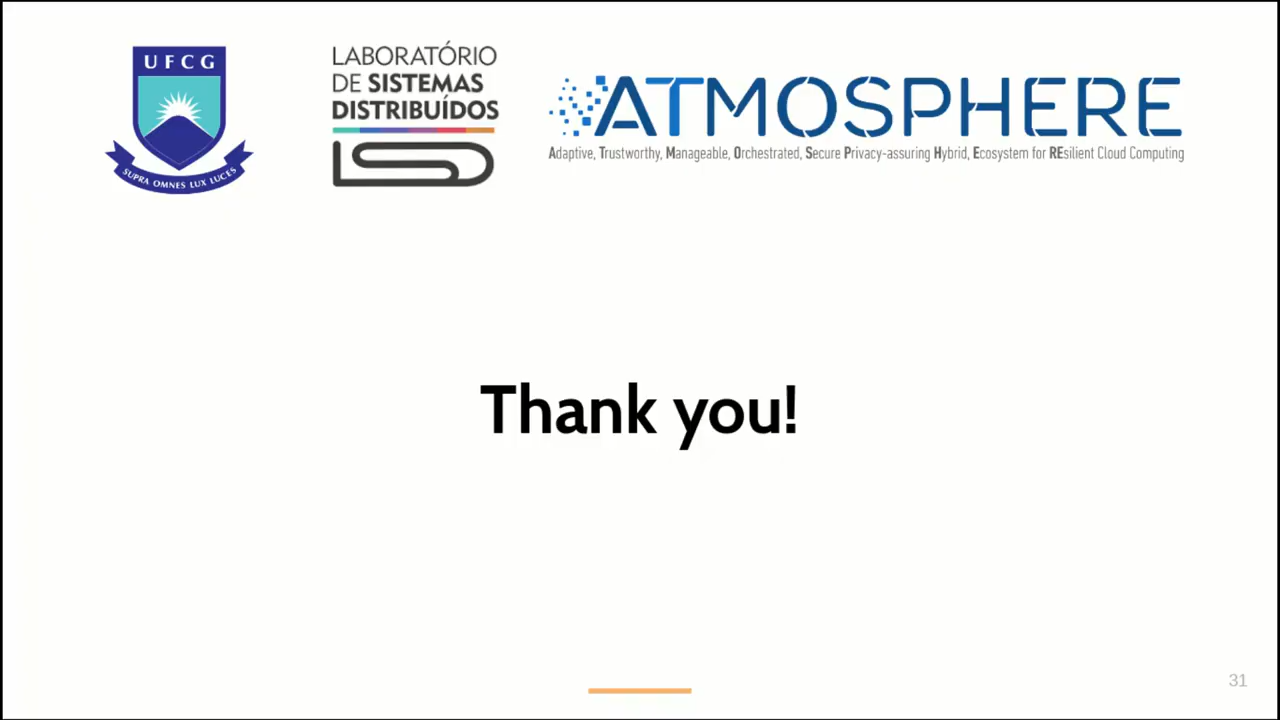 UFCG
SUPRA OMNES LUX LUCES
LABORATÓRIO
DE SISTEMAS
DISTRIBUÍDOS
LSD
ATMOSPHERE
Adaptive, Trustworthy, Manageable, Orchestrated, Secure Privacy-assuring Hybrid, Ecosystem for REsilient Cloud Computing
Thank you!
31